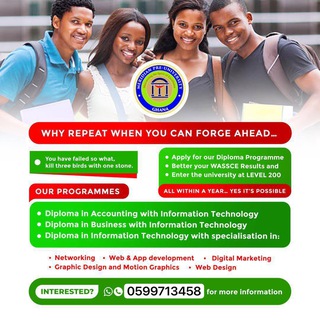 MERIDIAN PRE-UNIVERSITY
GHANA
WHY REPEAT WHEN YOU CAN FORGE AHEAD...
You have failed so what,
kill three birds with one stone.
• Apply for our Diploma Programme
• Better your WASSCE Results and
• Enter the university at LEVEL 200
OUR PROGRAMMES
ALL WITHIN A YEAR... YES IT'S POSSIBLE
• Diploma in Accounting with Information Technology
• Diploma in Business with Information Technology
• Diploma in Information Technology with specialisation in:
• Networking • Web & App development • Digital Marketing
• Graphic Design and Motion Graphics • Web Design
INTERESTED? 0599713458 for more information